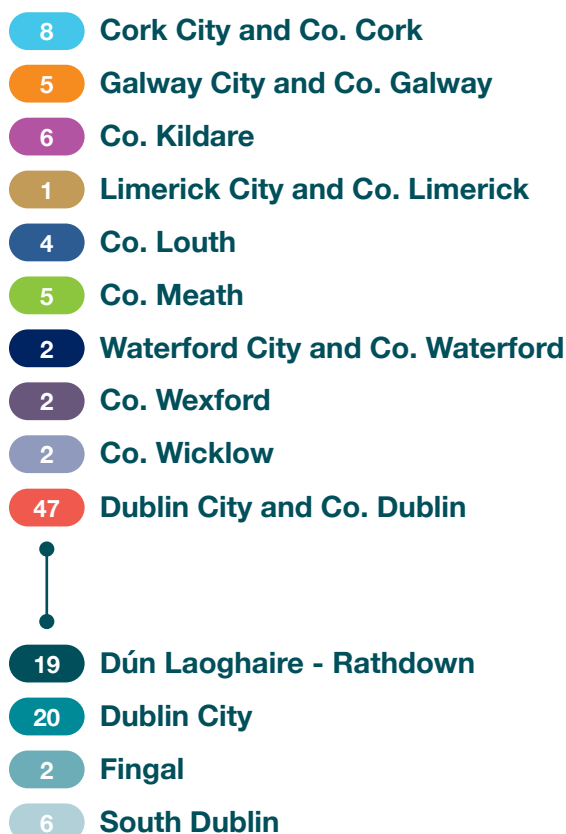 8 Cork City and Co. Cork
5 Galway City and Co. Galway
6 Co. Kildare
1 Limerick City and Co. Limerick
4 Co. Louth
5 Co. Meath
2 Waterford City and Co. Waterford
2 Co. Wexford
2 Co. Wicklow
47 Dublin City and Co. Dublin
19 Dún Laoghaire - Rathdown
20 Dublin City
2 Fingal
6 South Dublin